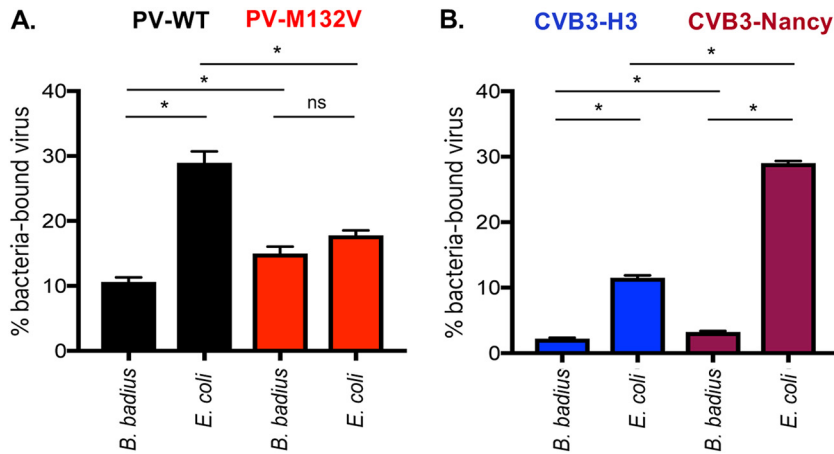 A.
PV-WT PV-M132V
*
*
* ns
% bacteria-bound virus
40
30
20
10
0
B. badius
E. coli
B. badius
E. coli
B.
CVB3-H3 CVB3-Nancy
*
*
* *
% bacteria-bound virus
40
30
20
10
0
B. badius
E. coli
B. badius
E. coli